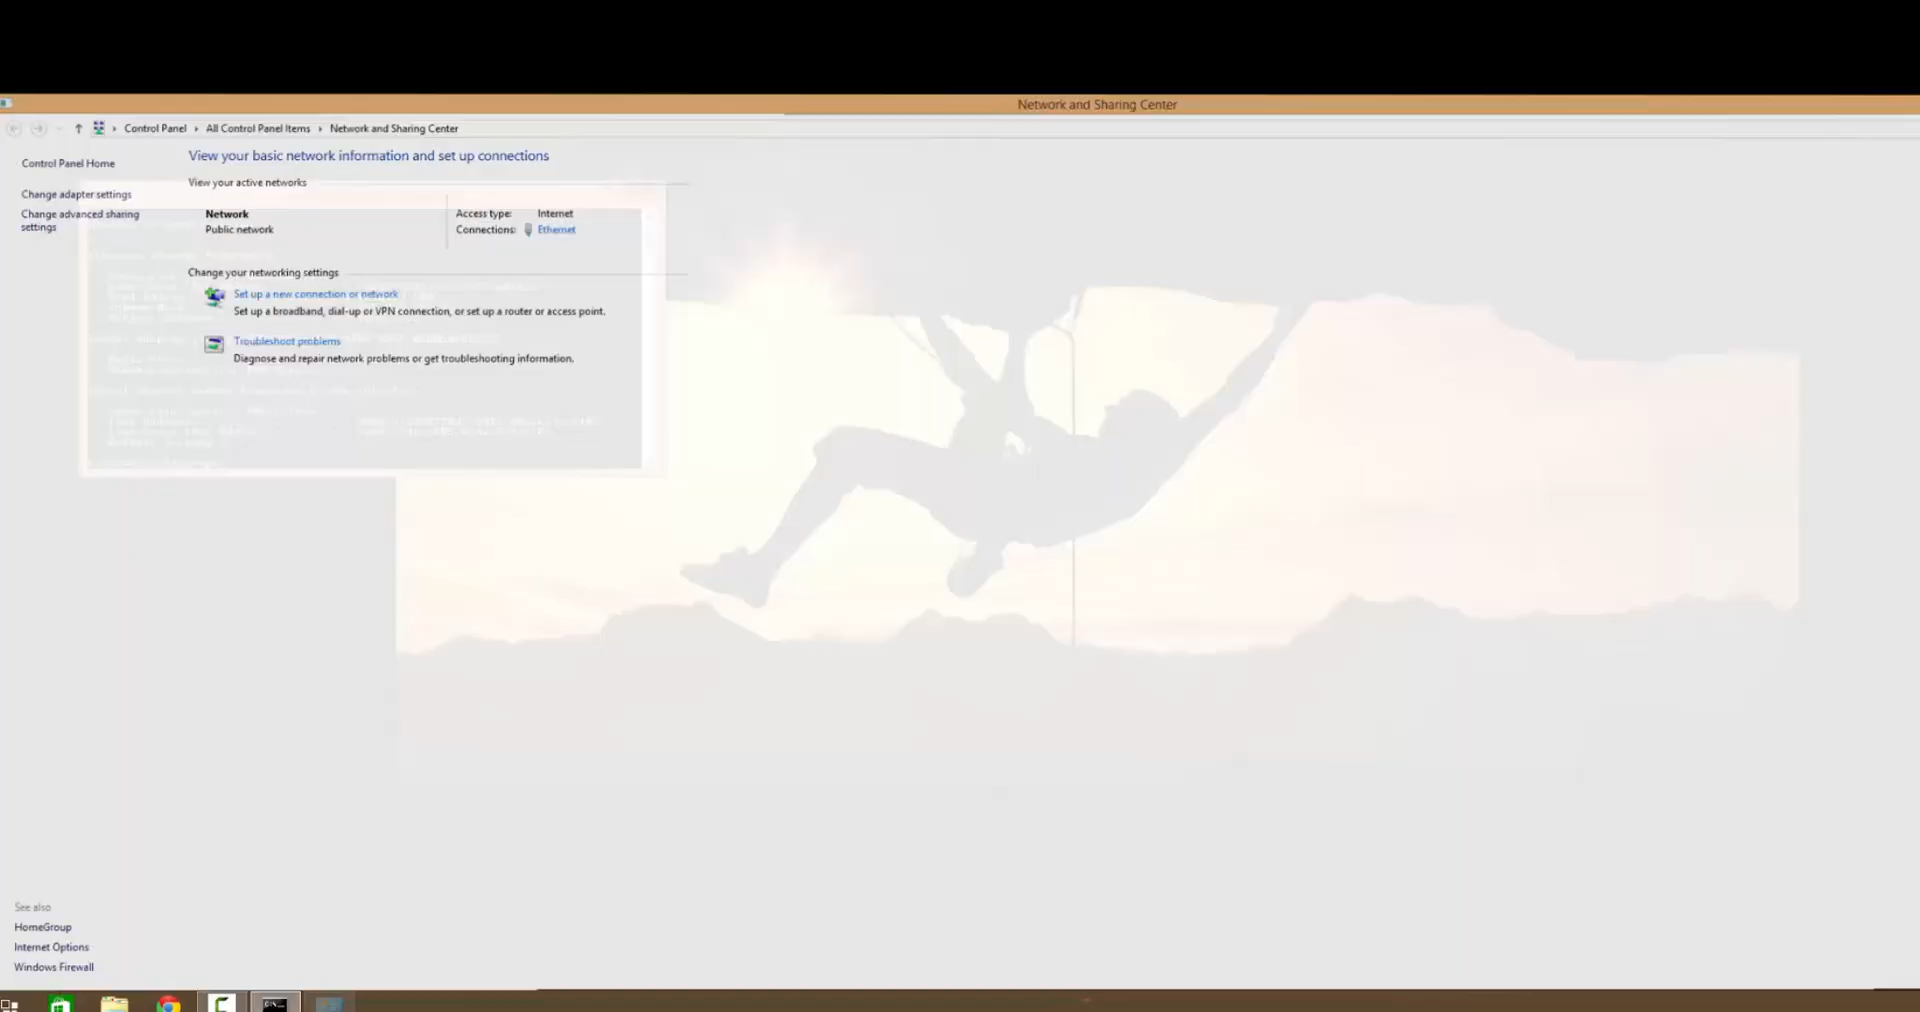 Network and Sharing Center
Control Panel › All Control Panel Items › Network and Sharing Center
Control Panel Home
Change adapter settings
Change advanced sharing
settings
View your basic network information and set up connections
View your active networks
Network
Public network
Access type: Internet
Connections: Ethernet
Change your networking settings
Set up a new connection or network
Set up a broadband, dial-up or VPN connection, or set up a router or access point.
Troubleshoot problems
Diagnose and repair network problems or get troubleshooting information.
See also
HomeGroup
Internet Options
Windows Firewall